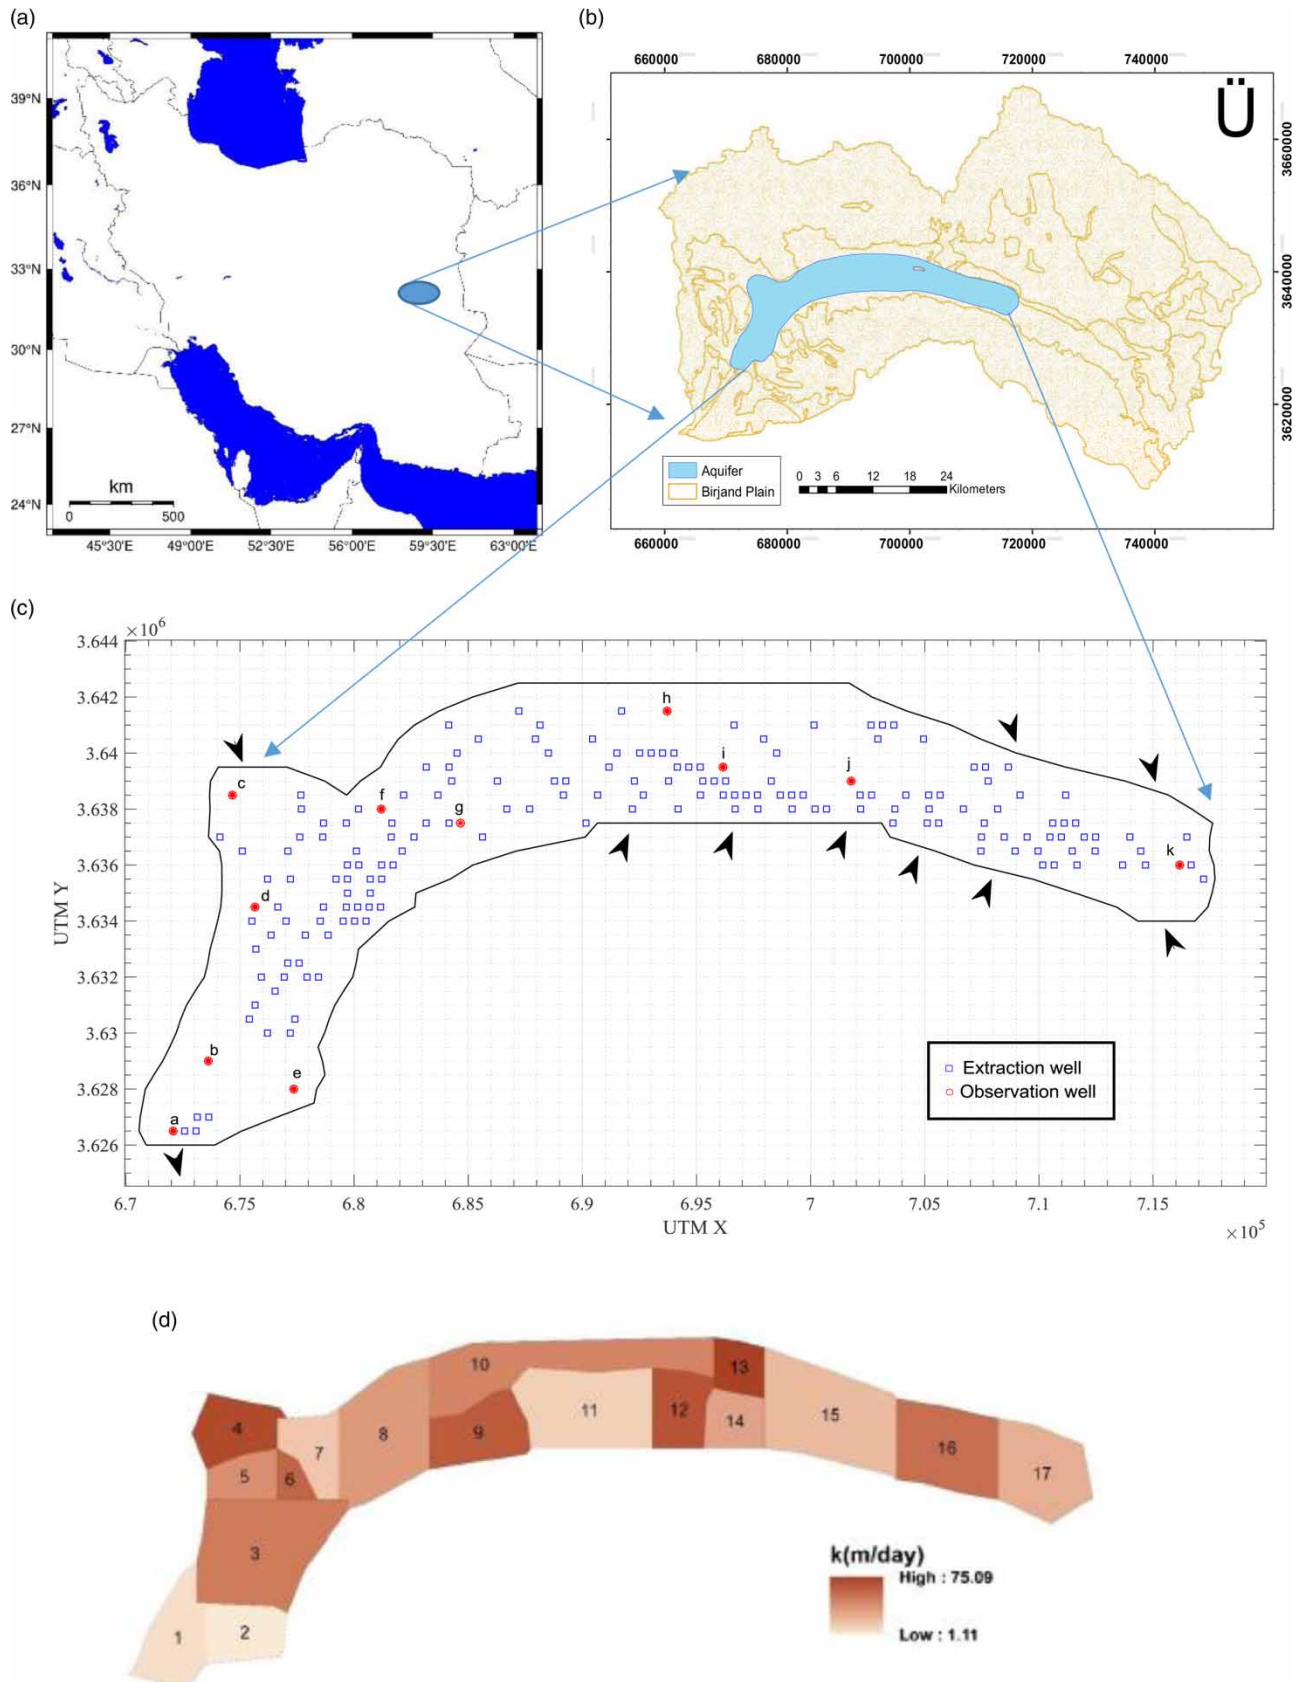 (a)
39°N
36°N
33°N
30°N
27°N
24°N
km
0 500
45°30'E 49°00'E 52°30'E 56°00'E 59°30'E 63°00'E
(b)
660000 680000 700000 720000 740000
Ü
3660000
3640000
3620000
Aquifer
Birjand Plain
0 3 6 12 18 24
Kilometers
660000 680000 700000 720000 740000
(c)
×10⁶
3.644
3.642
3.64
3.638
3.636
3.634
3.632
3.63
3.628
3.626
UTM Y
h
i
j
c
f
g
k
d
b
e
a
Extraction well
Observation well
6.7 6.75 6.8 6.85 6.9 6.95 7 7.05 7.1 7.15
UTM X
×10⁵
(d)
10
13
4
7
8
9
11
12
14
15
16
17
5
6
3
1
2
k(m/day)
High : 75.09
Low : 1.11